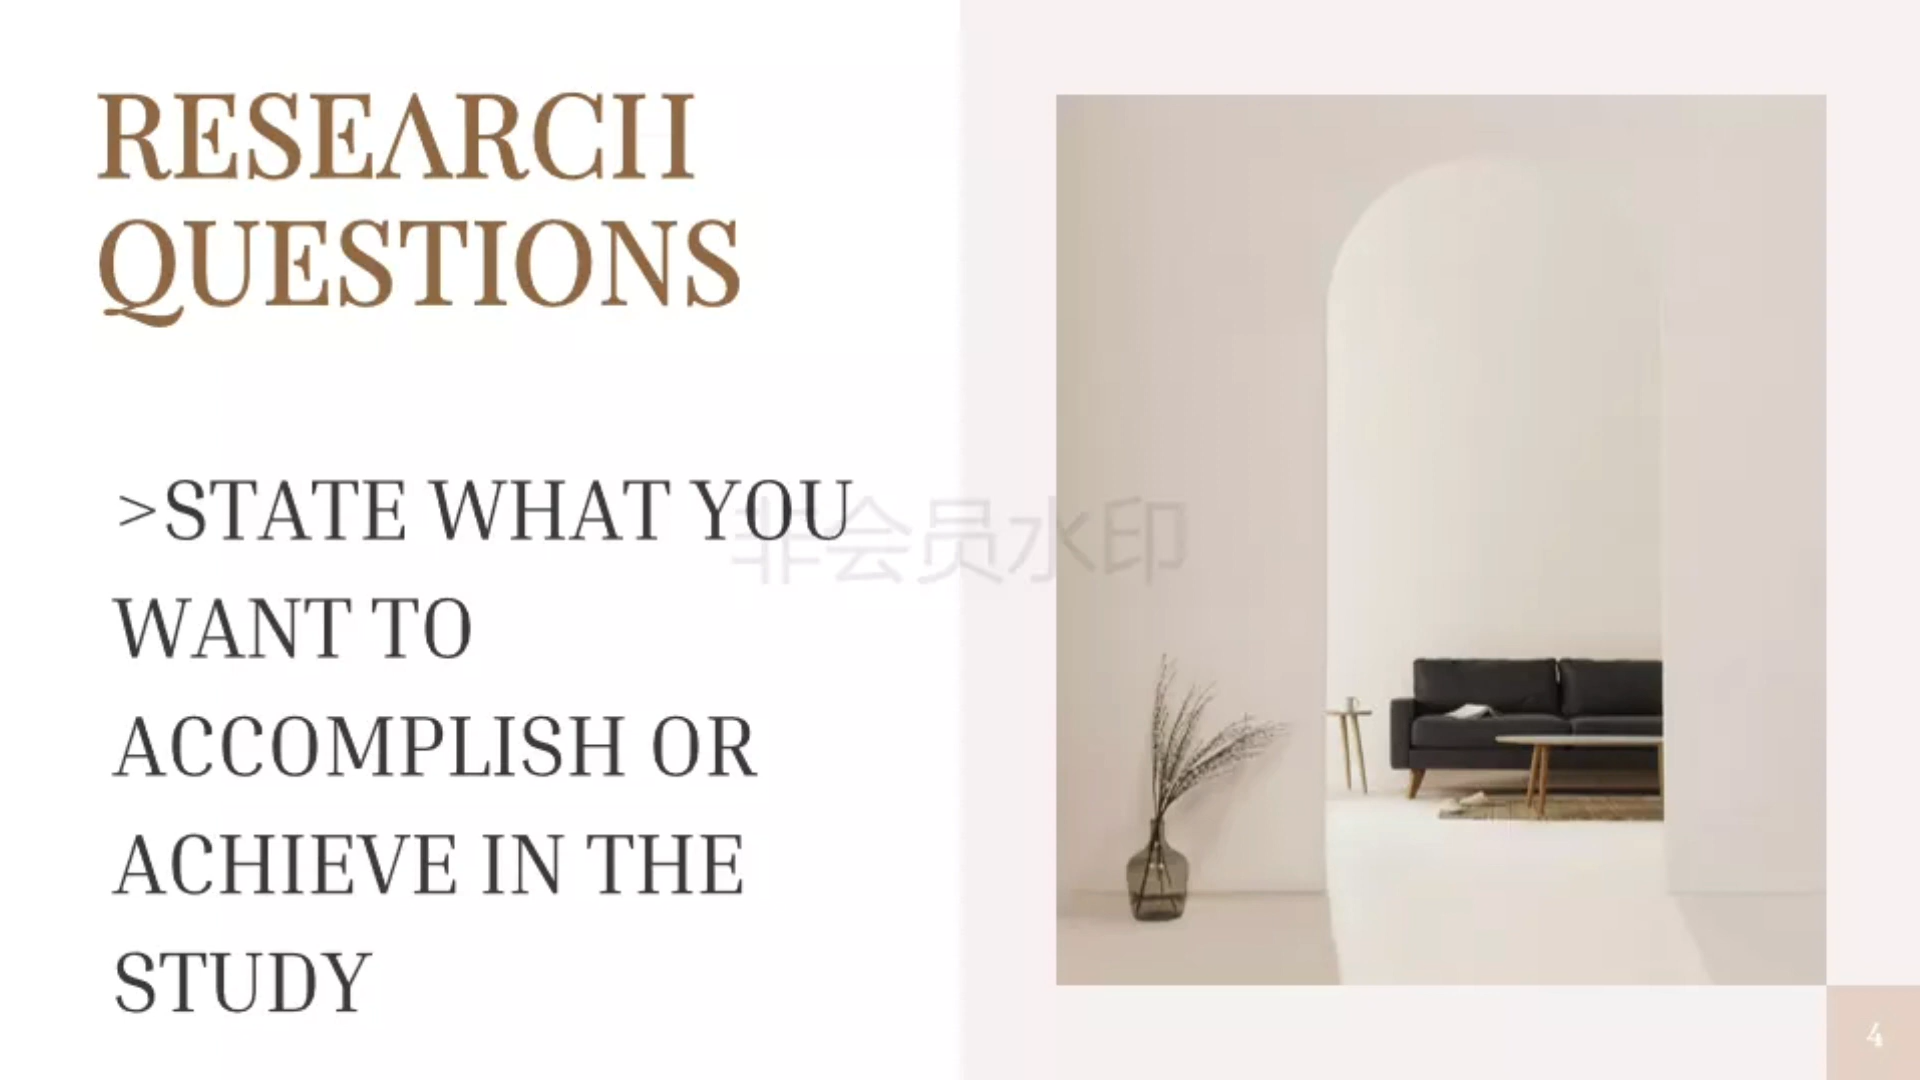 RESEARCH
QUESTIONS
>STATE WHAT YOU
WANT TO
ACCOMPLISH OR
ACHIEVE IN THE
STUDY
非会员水印
4